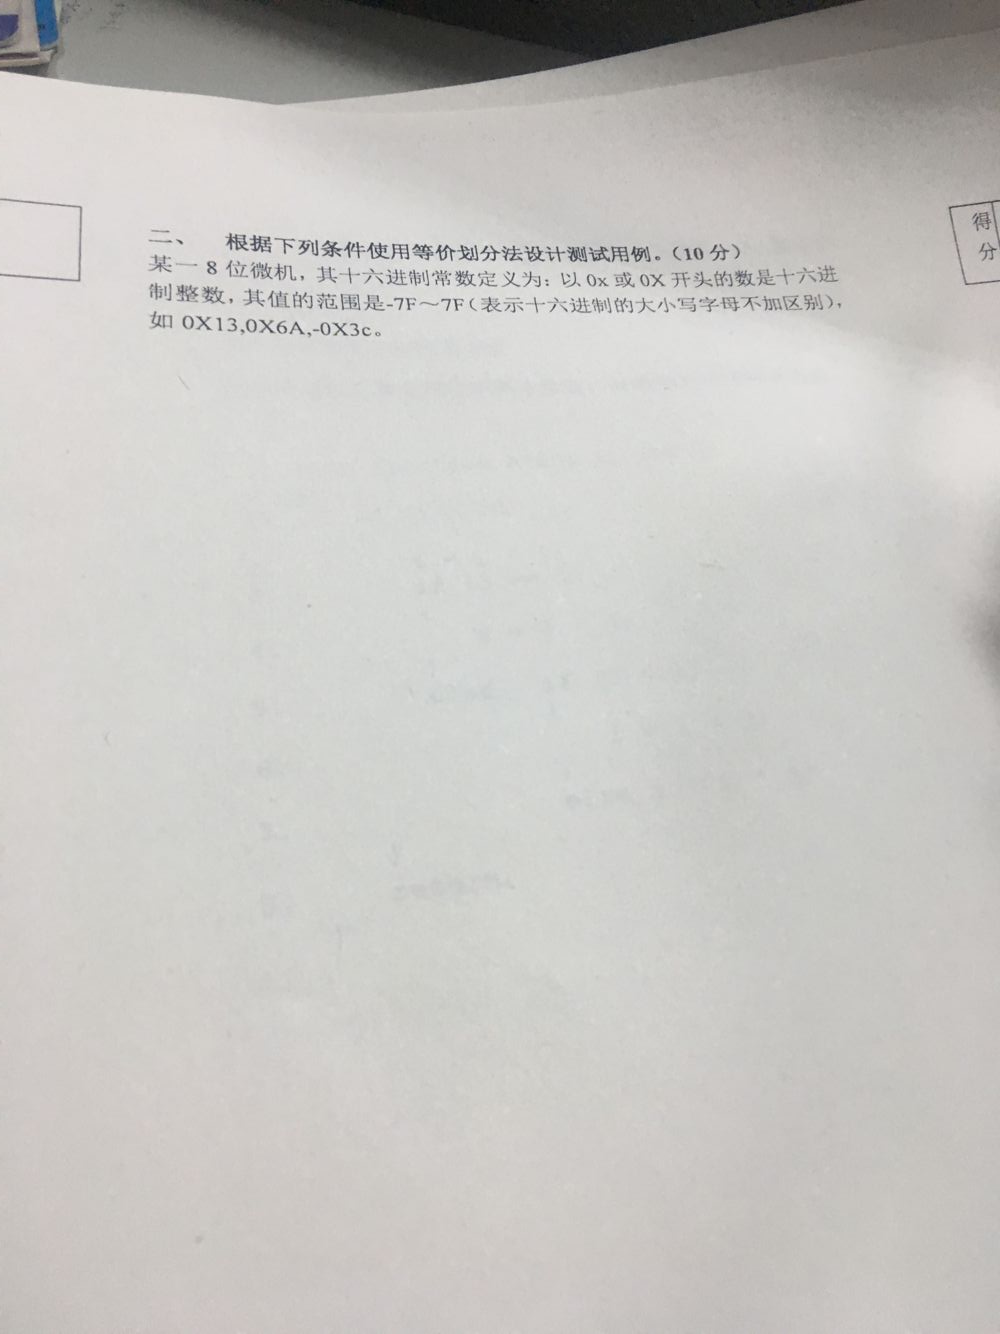 二、 根据下列条件使用等价划分法设计测试用例。（10 分）
某一 8 位微机，其十六进制常数定义为：以 0x 或 0X 开头的数是十六进
制整数，其值的范围是-7F～7F（表示十六进制的大小写字母不加区别），
如 0X13,0X6A,-0X3c。
得
分